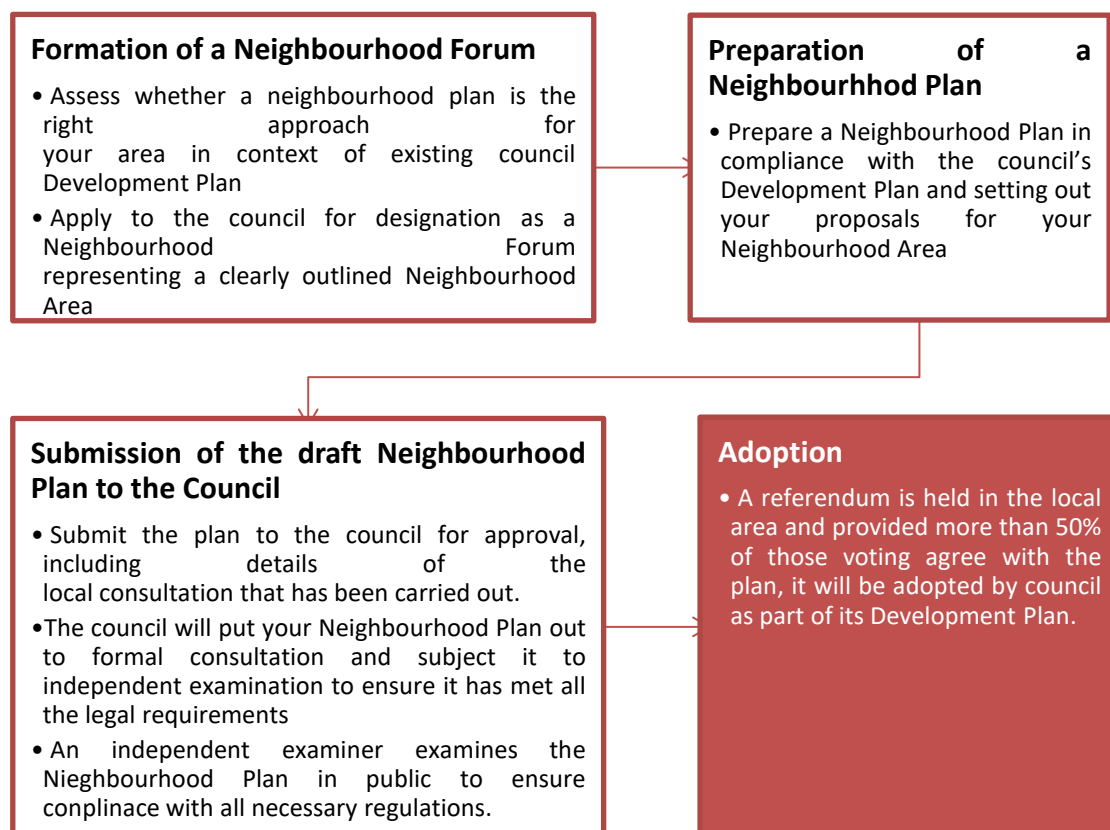 Formation of a Neighbourhood Forum
• Assess whether a neighbourhood plan is the
right approach for
your area in context of existing council
Development Plan
• Apply to the council for designation as a
Neighbourhood Forum
representing a clearly outlined Neighbourhood
Area
Preparation of a
Neighbourhhod Plan
• Prepare a Neighbourhood Plan in
compliance with the council’s
Development Plan and setting out
your proposals for your
Neighbourhood Area
Submission of the draft Neighbourhood
Plan to the Council
• Submit the plan to the council for approval,
including details of the
local consultation that has been carried out.
•The council will put your Neighbourhood Plan out
to formal consultation and subject it to
independent examination to ensure it has met all
the legal requirements
• An independent examiner examines the
Nieghbourhood Plan in public to ensure
conplinace with all necessary regulations.
Adoption
• A referendum is held in the local
area and provided more than 50%
of those voting agree with the
plan, it will be adopted by council
as part of its Development Plan.